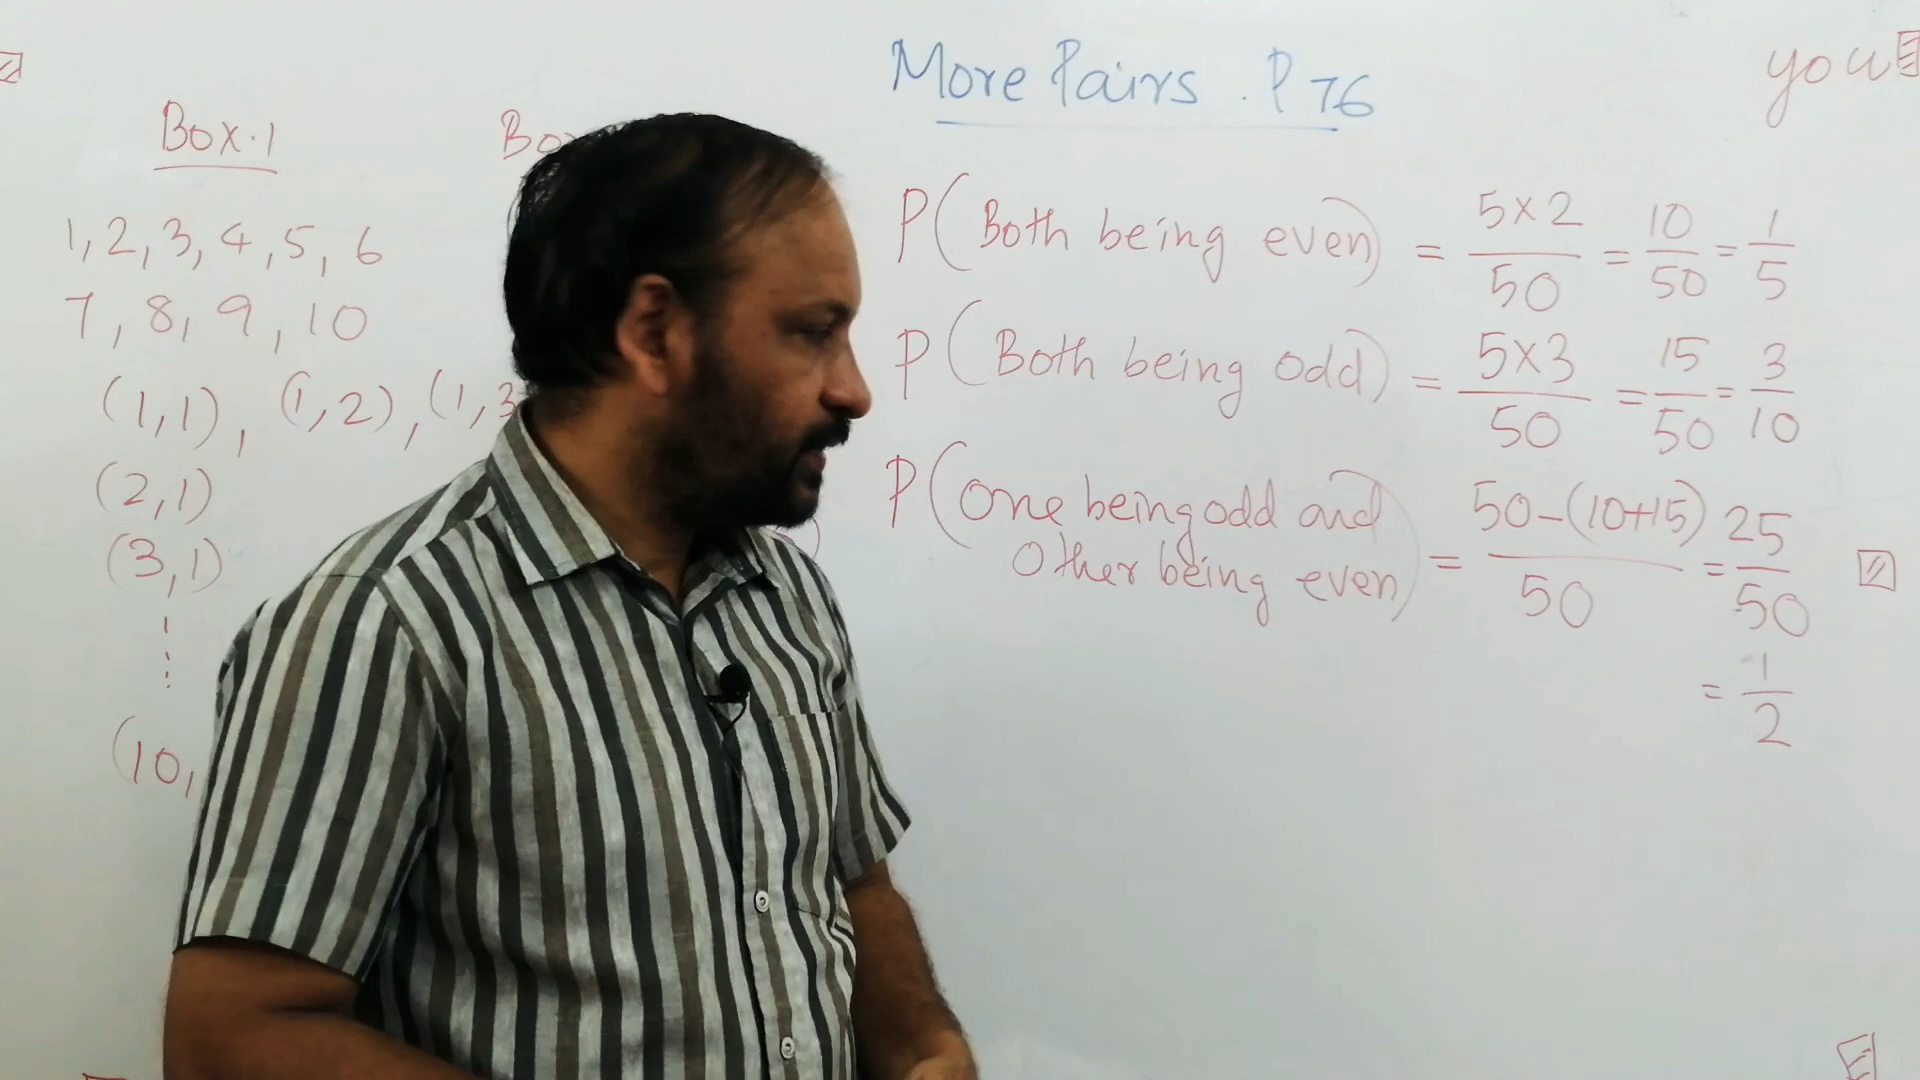 More Pairs . P 76
you
Box.1
1, 2, 3, 4, 5, 6
7, 8, 9, 10
(1,1), (1,2), (1,3
(2,1)
(3,1)
(10,
P(Both being even) = 5×2/50 = 10/50 = 1/5
P(Both being odd) = 5×3/50 = 15/50 = 3/10
P(One being odd and
Other being even) = 50-(10+15)/50 = 25/50
= 1/2